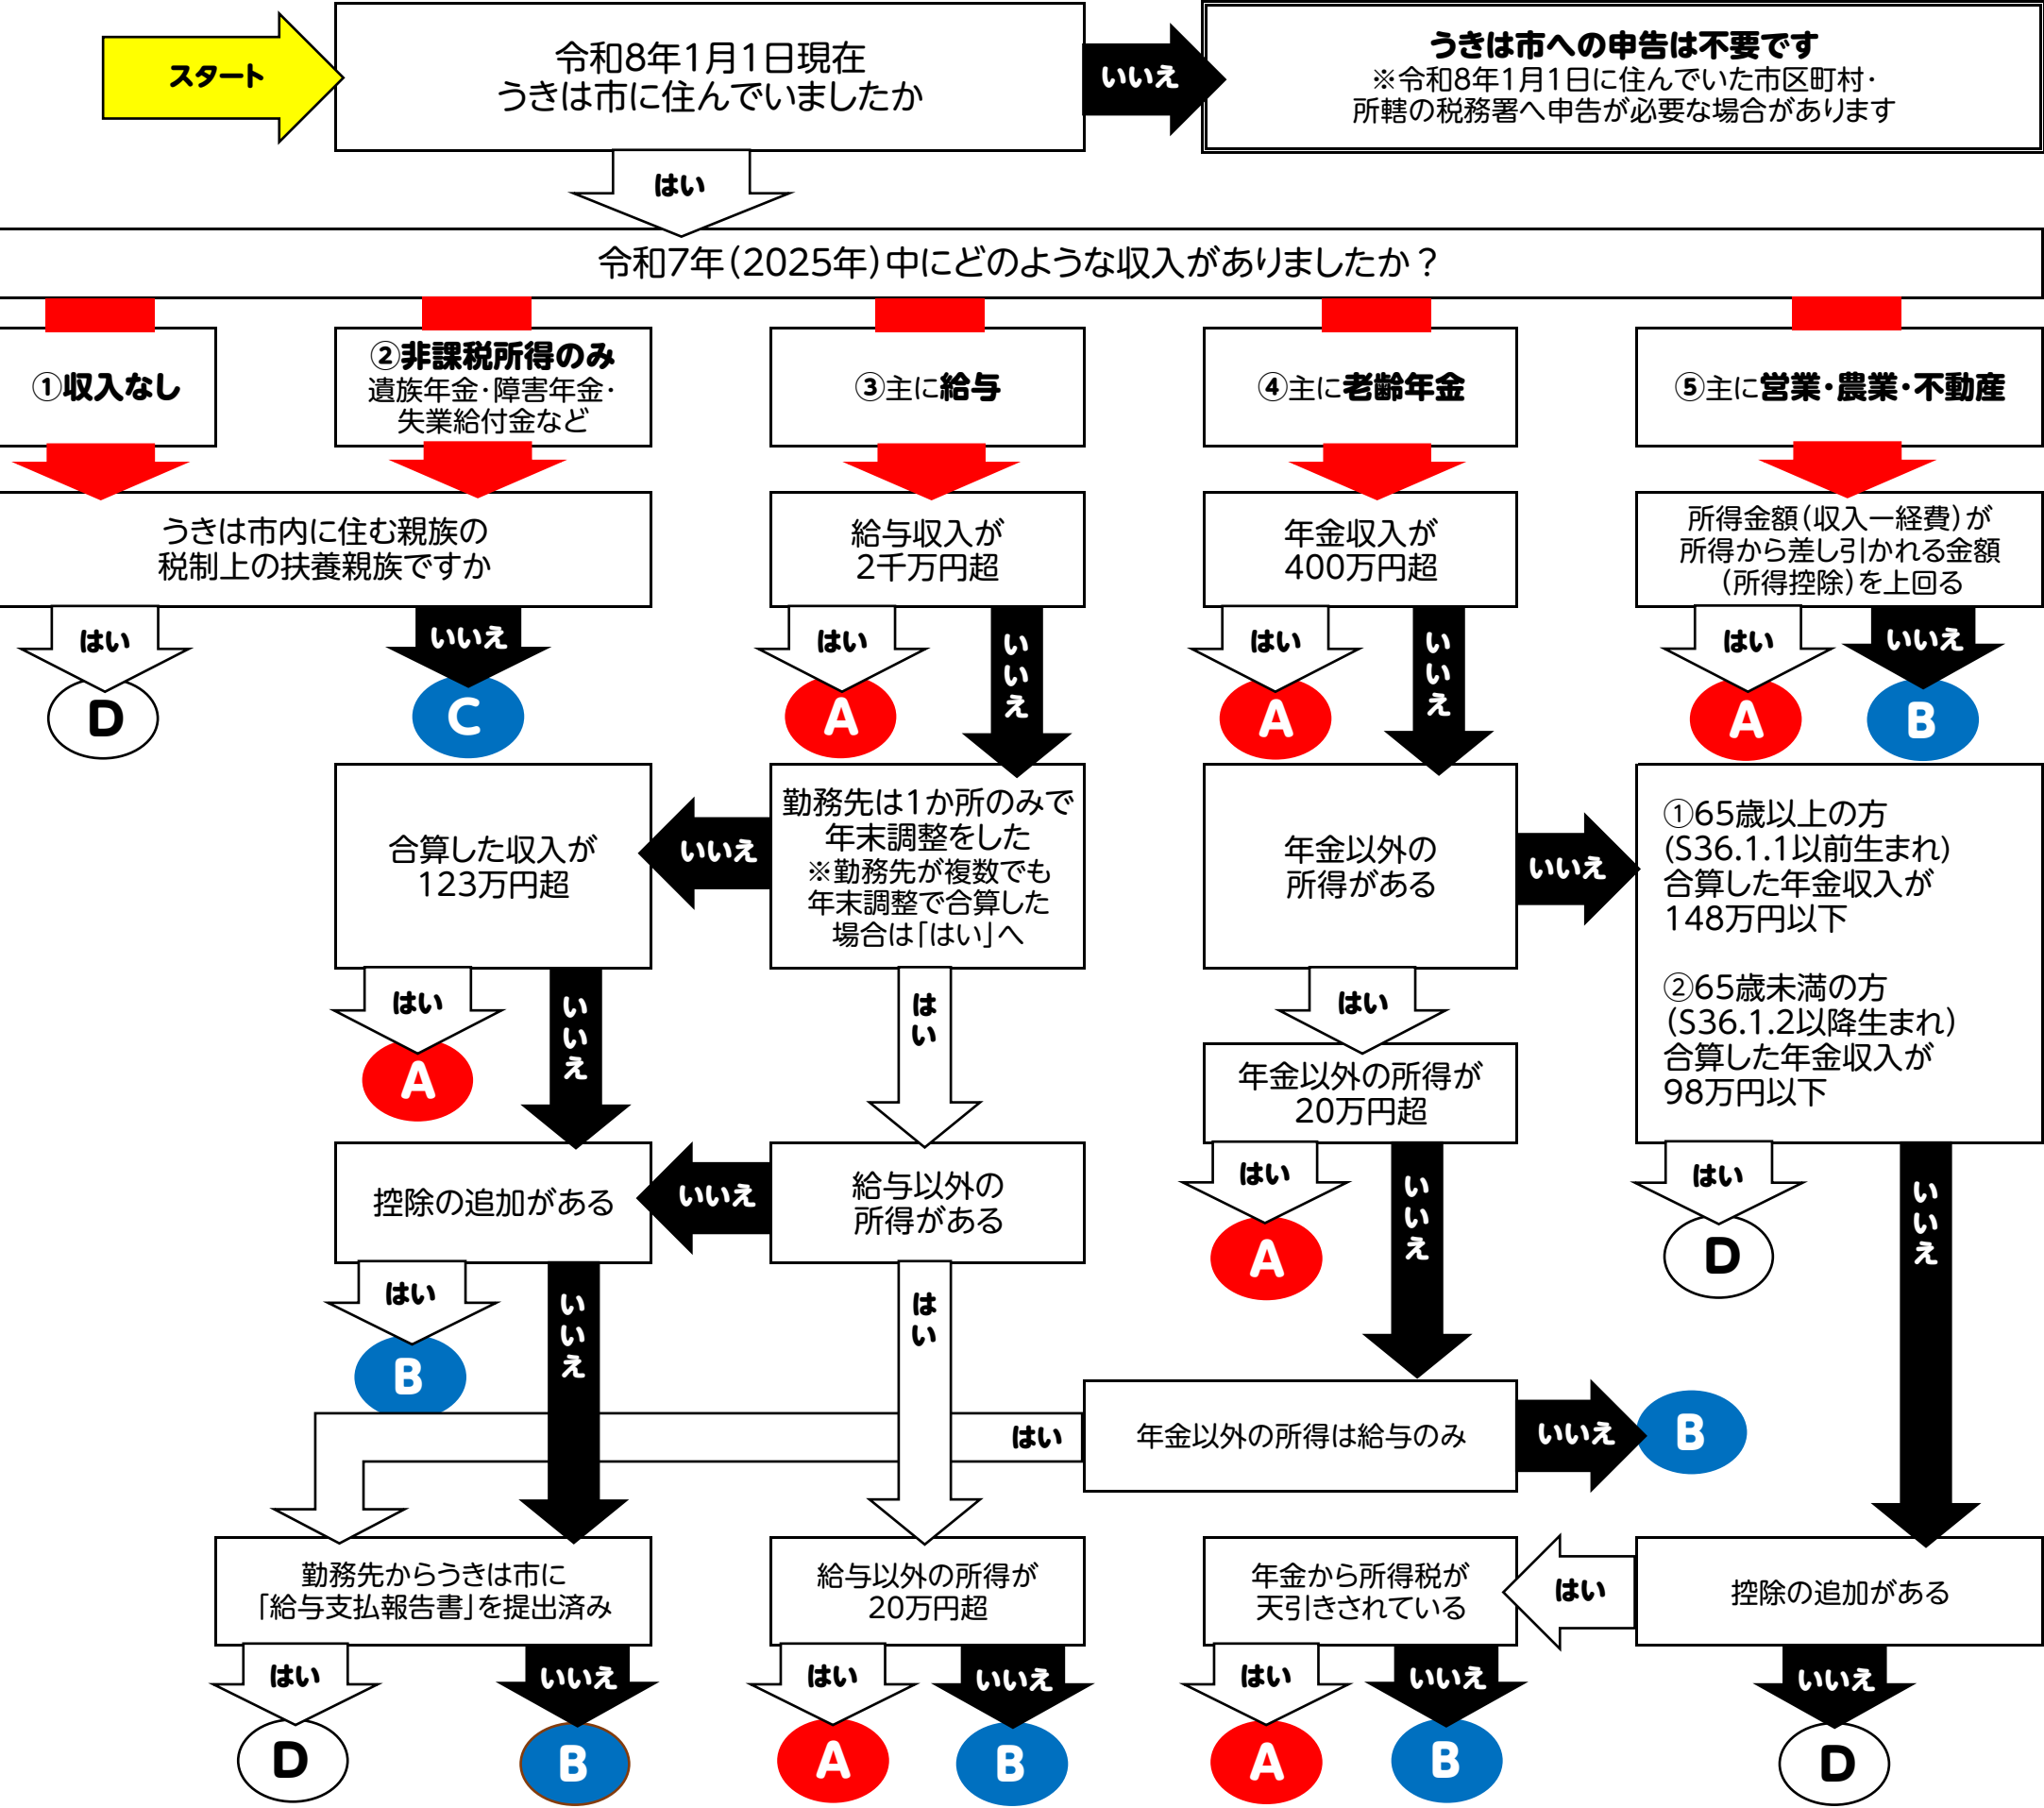 スタート
令和8年1月1日現在
うきは市に住んでいましたか
いいえ
うきは市への申告は不要です
※令和8年1月1日に住んでいた市区町村・
所轄の税務署へ申告が必要な場合があります
はい
令和7年(2025年)中にどのような収入がありましたか？
①収入なし
②非課税所得のみ
遺族年金・障害年金・
失業給付金など
③主に給与
④主に老齢年金
⑤主に営業・農業・不動産
うきは市内に住む親族の
税制上の扶養親族ですか
給与収入が
2千万円超
年金収入が
400万円超
所得金額(収入ー経費)が
所得から差し引かれる金額
(所得控除)を上回る
はい
いいえ
はい
いいえ
はい
いいえ
はい
いいえ
D
C
A
A
A
B
合算した収入が
123万円超
いいえ
勤務先は1か所のみで
年末調整をした
※勤務先が複数でも
年末調整で合算した
場合は「はい」へ
年金以外の
所得がある
いいえ
①65歳以上の方
(S36.1.1以前生まれ)
合算した年金収入が
148万円以下
②65歳未満の方
(S36.1.2以降生まれ)
合算した年金収入が
98万円以下
はい
いいえ
はい
はい
A
年金以外の所得が
20万円超
控除の追加がある
いいえ
給与以外の
所得がある
はい
いいえ
はい
いいえ
A
D
はい
いいえ
はい
B
はい
年金以外の所得は給与のみ
いいえ
B
勤務先からうきは市に
「給与支払報告書」を提出済み
給与以外の所得が
20万円超
年金から所得税が
天引きされている
はい
控除の追加がある
はい
いいえ
はい
いいえ
はい
いいえ
いいえ
D
B
A
B
A
B
D